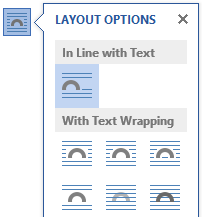 LAYOUT OPTIONS
In Line with Text
With Text Wrapping